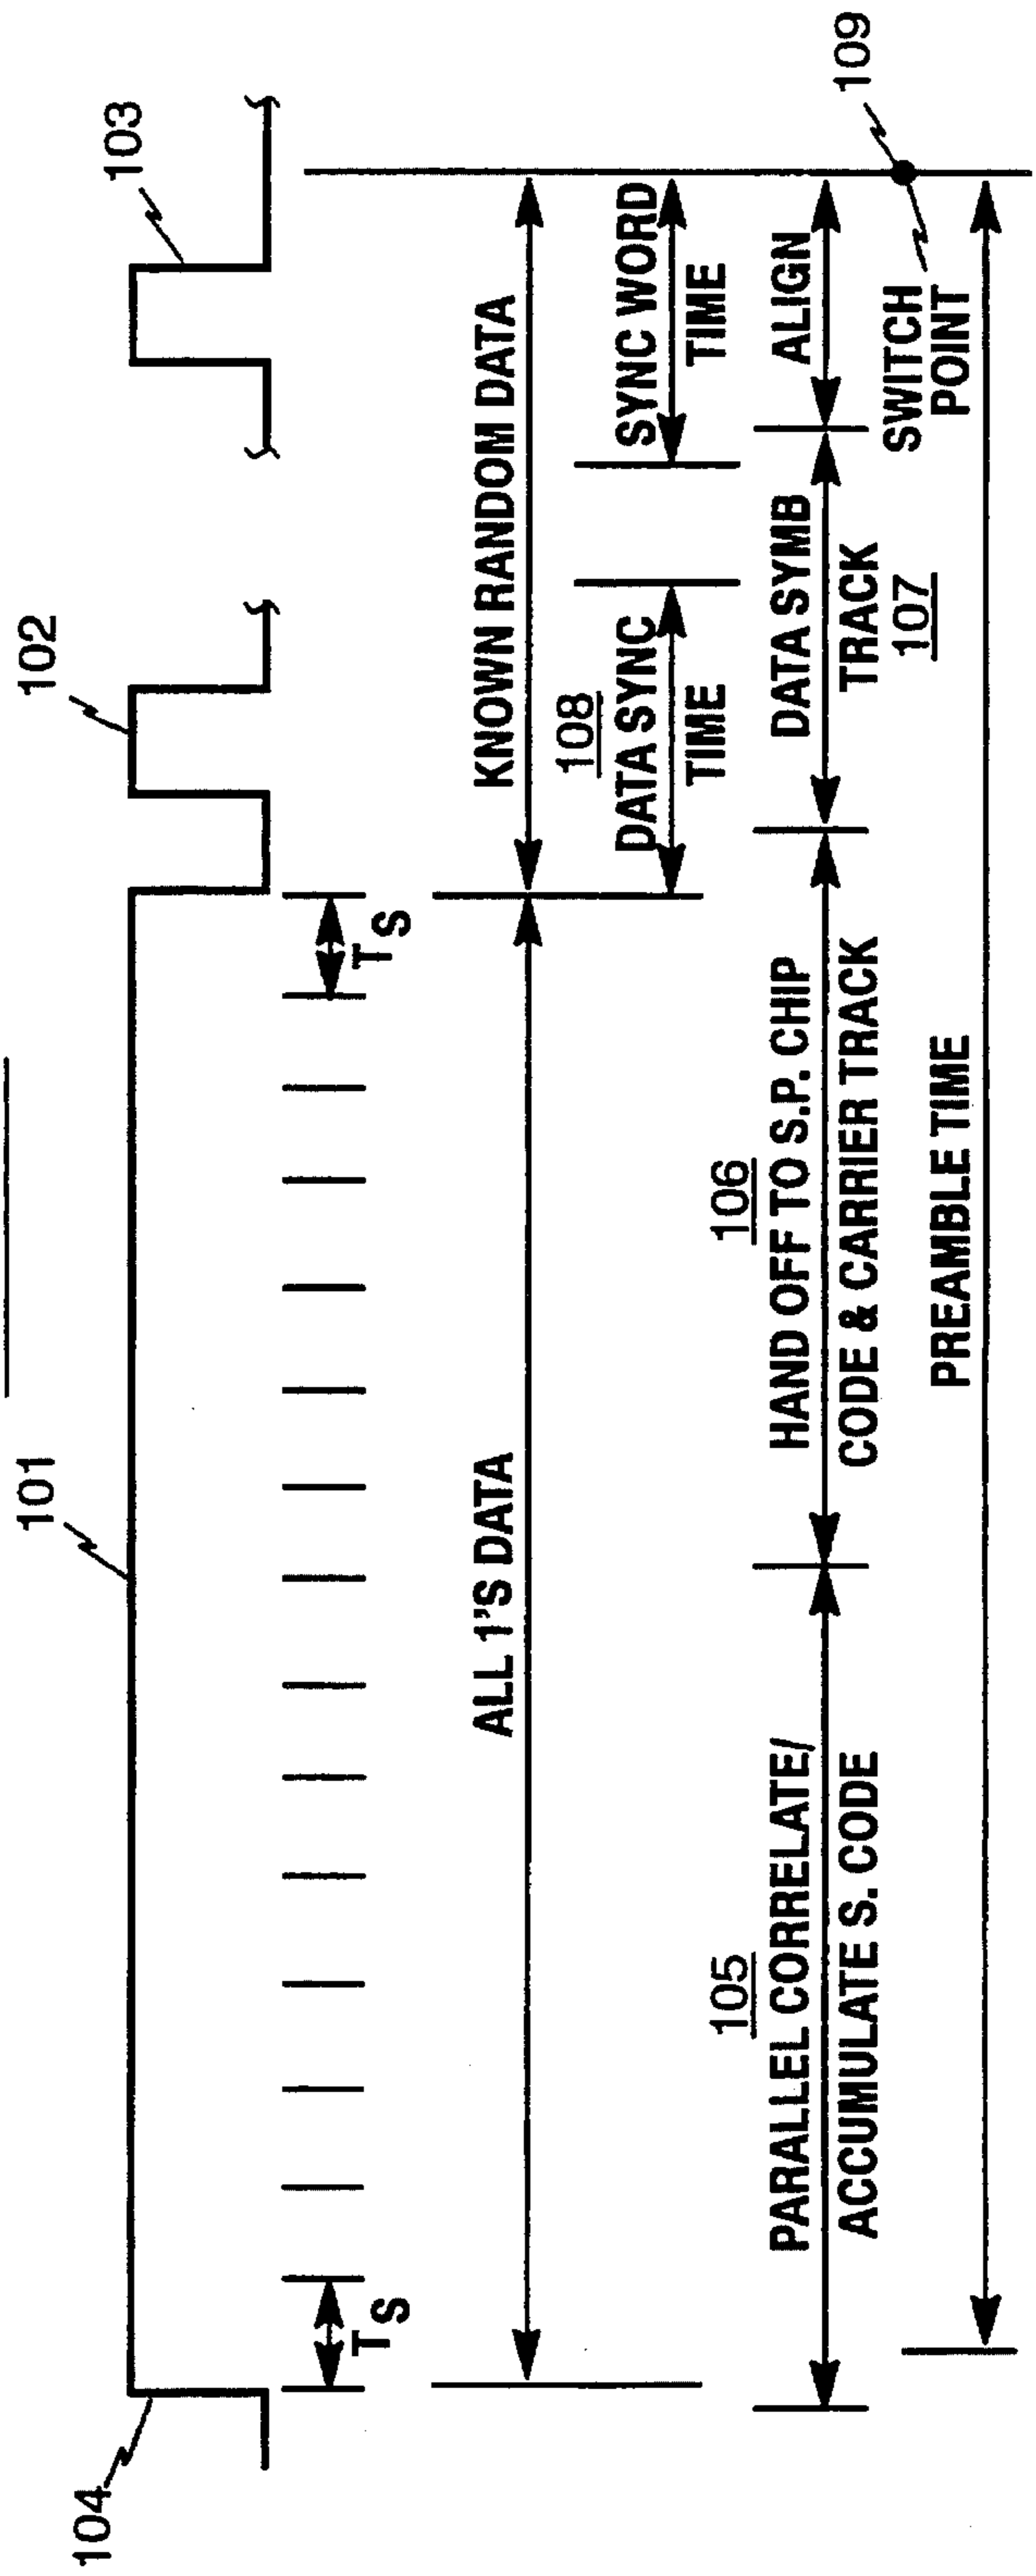 104
101
102
103
T S
T S
ALL 1'S DATA
KNOWN RANDOM DATA
108
DATA SYNC
TIME
SYNC WORD
TIME
105
PARALLEL CORRELATE/
ACCUMULATE S. CODE
106
HAND OFF TO S.P. CHIP
CODE & CARRIER TRACK
DATA SYMB
TRACK
107
ALIGN
SWITCH
POINT
109
PREAMBLE TIME